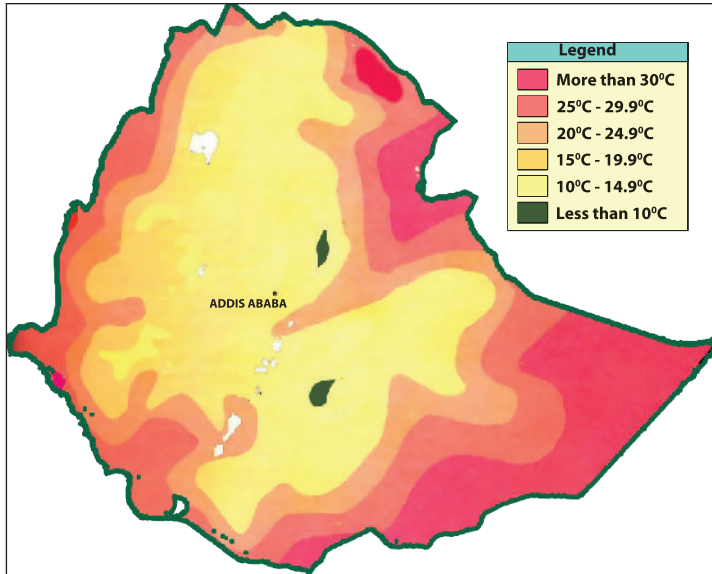 Legend
More than 30⁰C
25⁰C - 29.9⁰C
20⁰C - 24.9⁰C
15⁰C - 19.9⁰C
10⁰C - 14.9⁰C
Less than 10⁰C
ADDIS ABABA